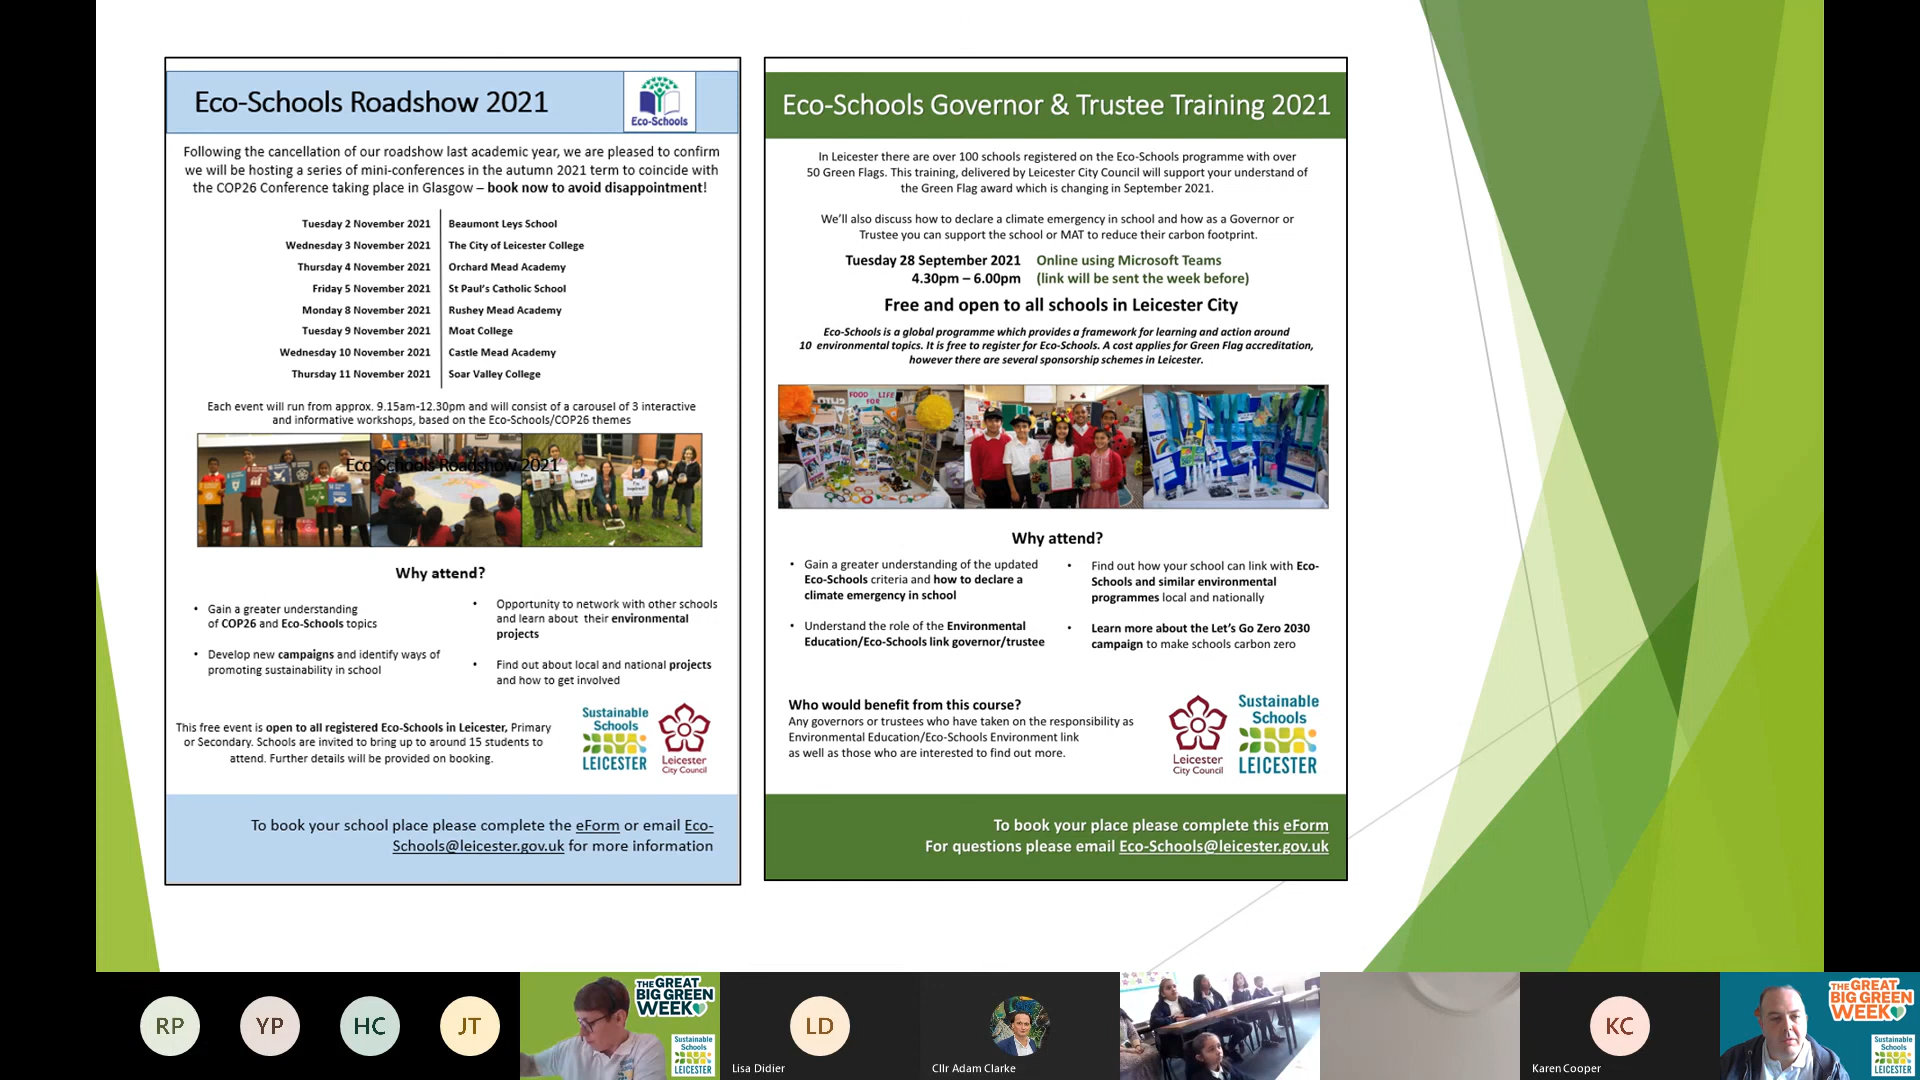 Eco-Schools Roadshow 2021
Eco-Schools
Following the cancellation of our roadshow last academic year, we are pleased to confirm
we will be hosting a series of mini-conferences in the autumn 2021 term to coincide with
the COP26 Conference taking place in Glasgow – book now to avoid disappointment!
Tuesday 2 November 2021 Beaumont Leys School
Wednesday 3 November 2021 The City of Leicester College
Thursday 4 November 2021 Orchard Mead Academy
Friday 5 November 2021 St Paul's Catholic School
Monday 8 November 2021 Rushey Mead Academy
Tuesday 9 November 2021 Moat College
Wednesday 10 November 2021 Castle Mead Academy
Thursday 11 November 2021 Soar Valley College
Each event will run from approx. 9.15am-12.30pm and will consist of a carousel of 3 interactive
and informative workshops, based on the Eco-Schools/COP26 themes
Eco-Schools Roadshow 2021
Why attend?
• Gain a greater understanding
of COP26 and Eco-Schools topics
• Develop new campaigns and identify ways of
promoting sustainability in school
• Opportunity to network with other schools
and learn about their environmental
projects
• Find out about local and national projects
and how to get involved
This free event is open to all registered Eco-Schools in Leicester, Primary
or Secondary. Schools are invited to bring up to around 15 students to
attend. Further details will be provided on booking.
Sustainable
Schools
LEICESTER
Leicester
City Council
To book your school place please complete the eForm or email Eco-
Schools@leicester.gov.uk for more information
Eco-Schools Governor & Trustee Training 2021
In Leicester there are over 100 schools registered on the Eco-Schools programme with over
50 Green Flags. This training, delivered by Leicester City Council will support your understand of
the Green Flag award which is changing in September 2021.
We'll also discuss how to declare a climate emergency in school and how as a Governor or
Trustee you can support the school or MAT to reduce their carbon footprint.
Tuesday 28 September 2021 Online using Microsoft Teams
4.30pm – 6.00pm (link will be sent the week before)
Free and open to all schools in Leicester City
Eco-Schools is a global programme which provides a framework for learning and action around
10 environmental topics. It is free to register for Eco-Schools. A cost applies for Green Flag accreditation,
however there are several sponsorship schemes in Leicester.
FOOD LIFE
FOR
Why attend?
• Gain a greater understanding of the updated
Eco-Schools criteria and how to declare a
climate emergency in school
• Understand the role of the Environmental
Education/Eco-Schools link governor/trustee
• Find out how your school can link with Eco-
Schools and similar environmental
programmes local and nationally
• Learn more about the Let's Go Zero 2030
campaign to make schools carbon zero
Who would benefit from this course?
Any governors or trustees who have taken on the responsibility as
Environmental Education/Eco-Schools Environment link
as well as those who are interested to find out more.
Leicester
City Council
Sustainable
Schools
LEICESTER
To book your place please complete this eForm
For questions please email Eco-Schools@leicester.gov.uk
RP
YP
HC
JT
THE GREAT
BIG GREEN
WEEK
Sustainable
Schools
LEICESTER
LD
Lisa Didier
Cllr Adam Clarke
KC
Karen Cooper
THE GREAT
BIG GREEN
WEEK
Sustainable
Schools
LEICESTER